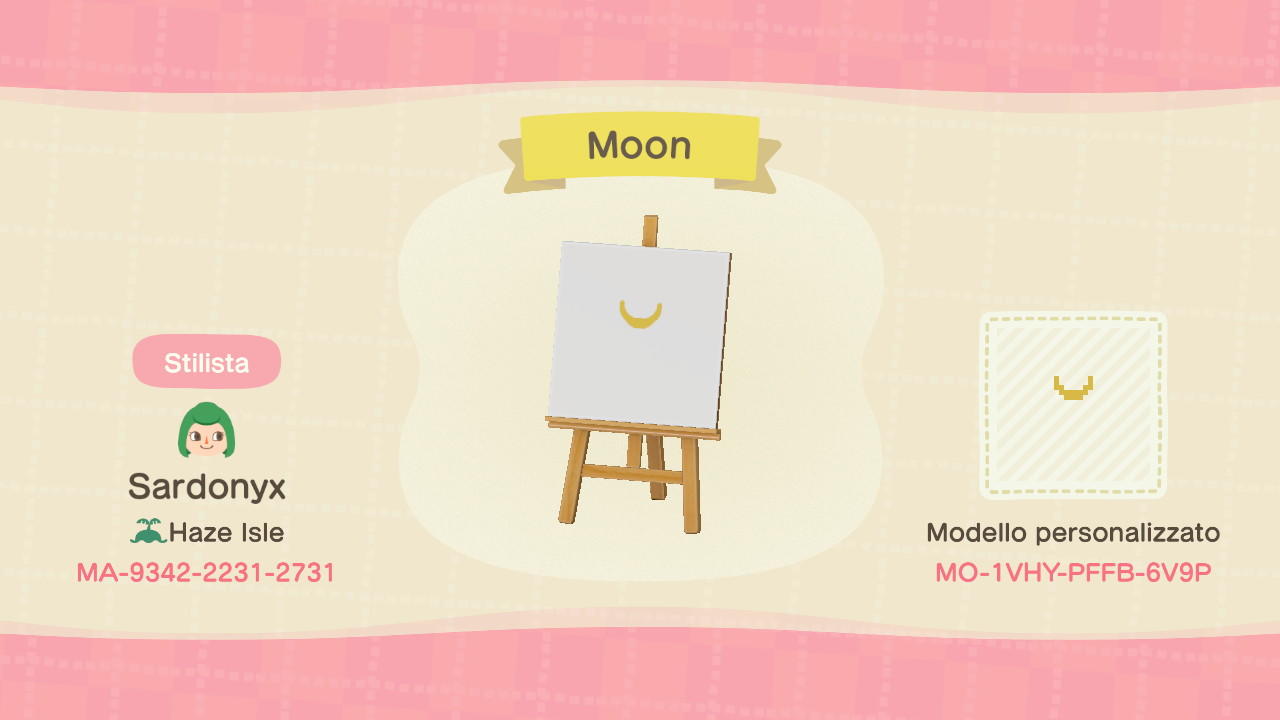 Moon
Stilista
Sardonyx
Haze Isle
MA-9342-2231-2731
Modello personalizzato
MO-1VHY-PFFB-6V9P